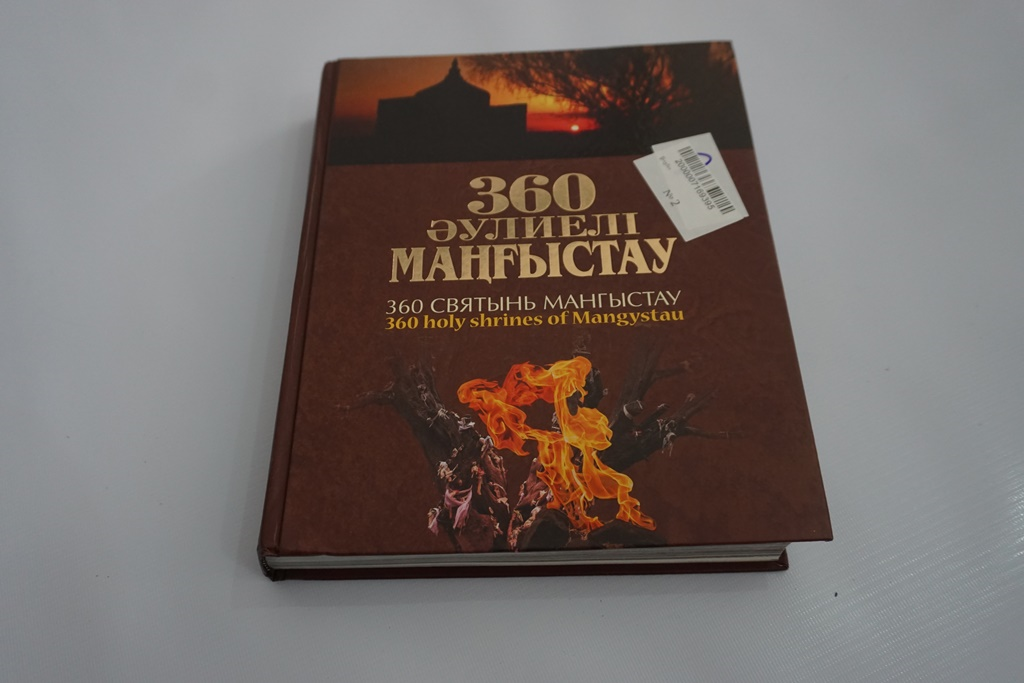 360
ӘУЛИЕЛІ
МАҢҒЫСТАУ
360 СВЯТЫНЬ МАНГЫСТАУ
360 holy shrines of Mangystau
№ 2